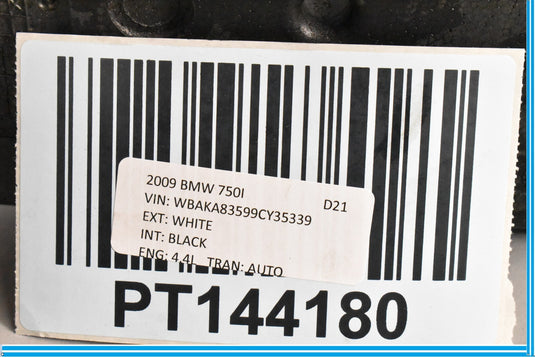 2009 BMW 750I D21
VIN: WBAKA83599CY35339
EXT: WHITE
INT: BLACK
ENG: 4.4L TRAN: AUTO
PT144180